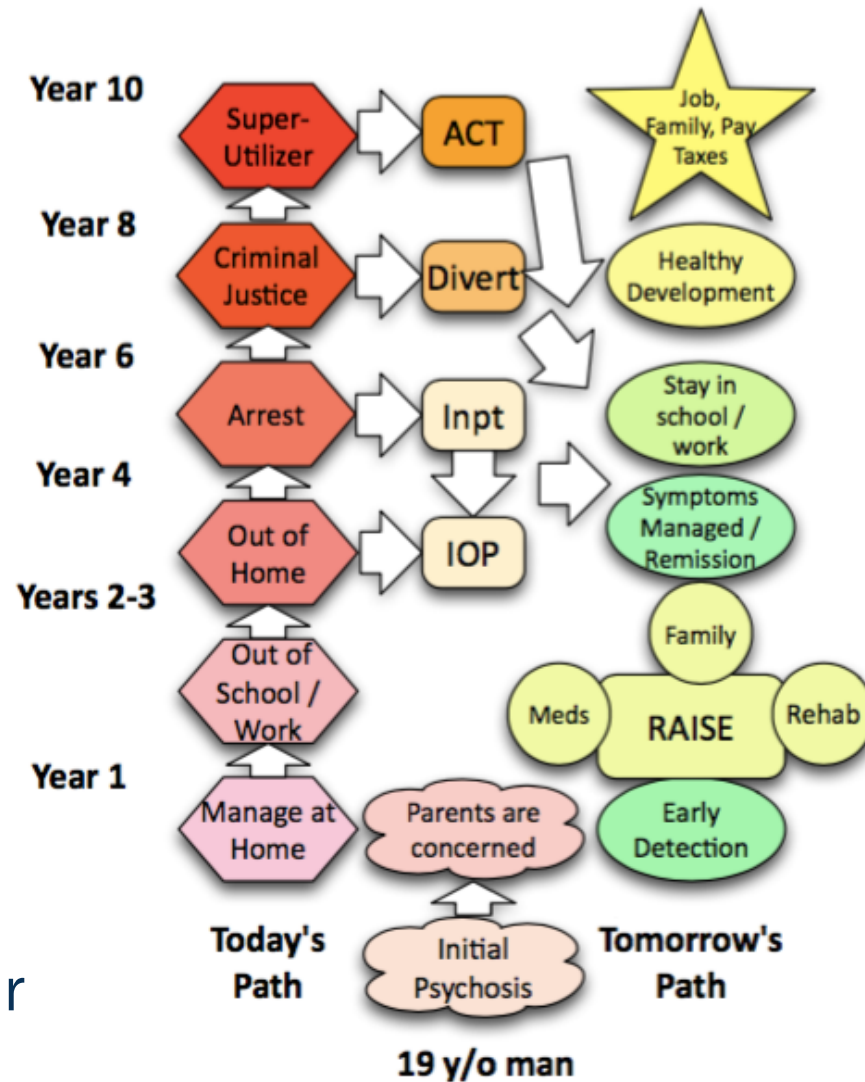 Year 10
Super-
Utilizer
ACT
Job,
Family, Pay
Taxes
Year 8
Criminal
Justice
Divert
Healthy
Development
Year 6
Arrest
Inpt
Stay in
school /
work
Year 4
Out of
Home
IOP
Symptoms
Managed /
Remission
Years 2-3
Out of
School /
Work
Family
Meds
RAISE
Rehab
Year 1
Manage at
Home
Parents are
concerned
Early
Detection
Today's
Path
Initial
Psychosis
Tomorrow's
Path
r
19 y/o man